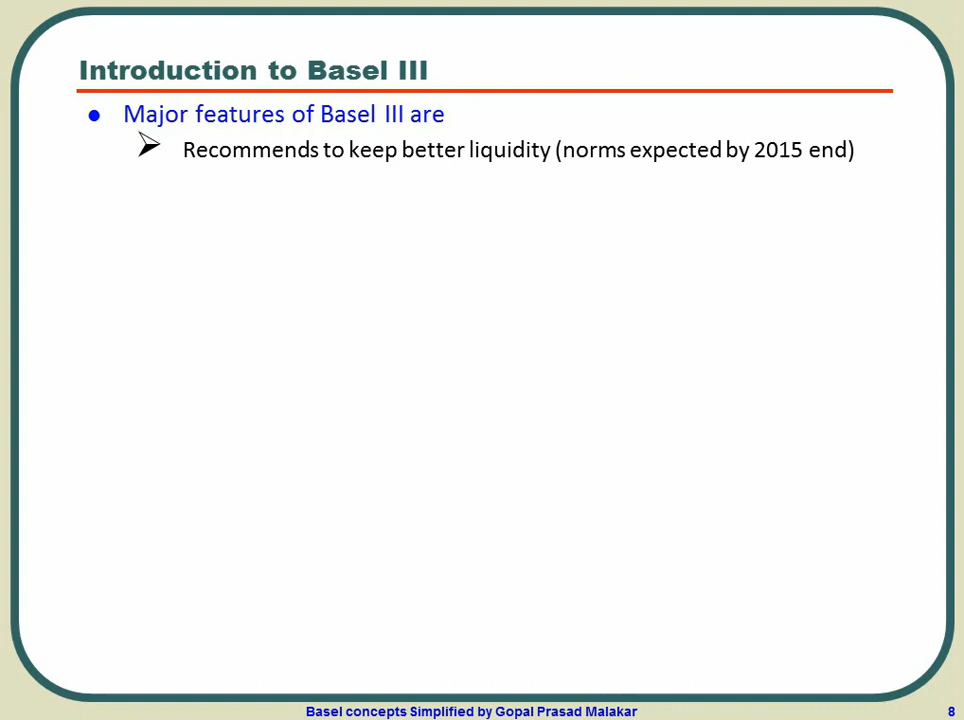 Introduction to Basel III
Major features of Basel III are
Recommends to keep better liquidity (norms expected by 2015 end)
Basel concepts Simplified by Gopal Prasad Malakar
8